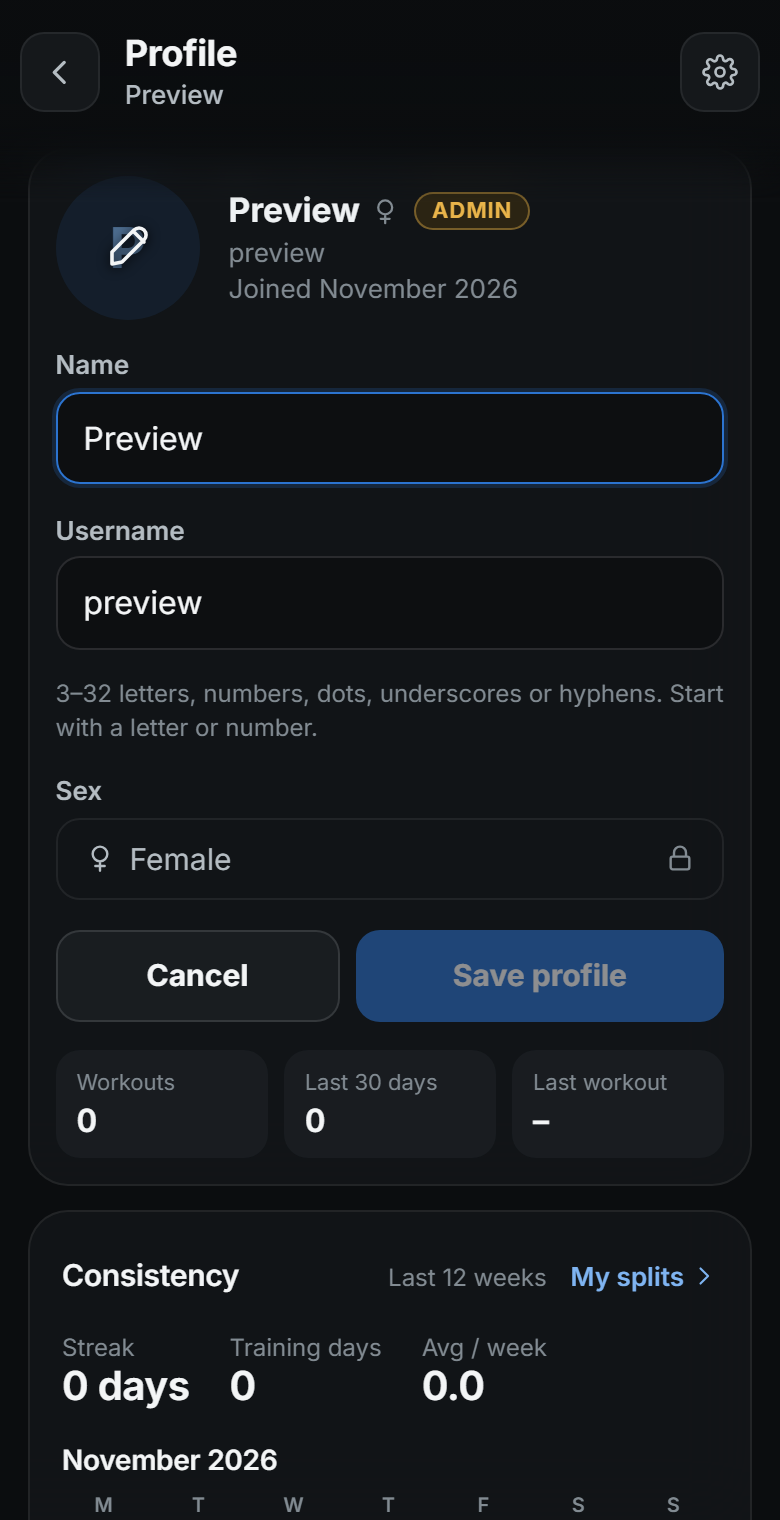 Profile
Preview
Preview ♀ ADMIN
preview
Joined November 2026
Name
Preview
Username
preview
3–32 letters, numbers, dots, underscores or hyphens. Start
with a letter or number.
Sex
♀ Female
Cancel
Save profile
Workouts
0
Last 30 days
0
Last workout
–
Consistency
Last 12 weeks
My splits
Streak
0 days
Training days
0
Avg / week
0.0
November 2026
M T W T F S S